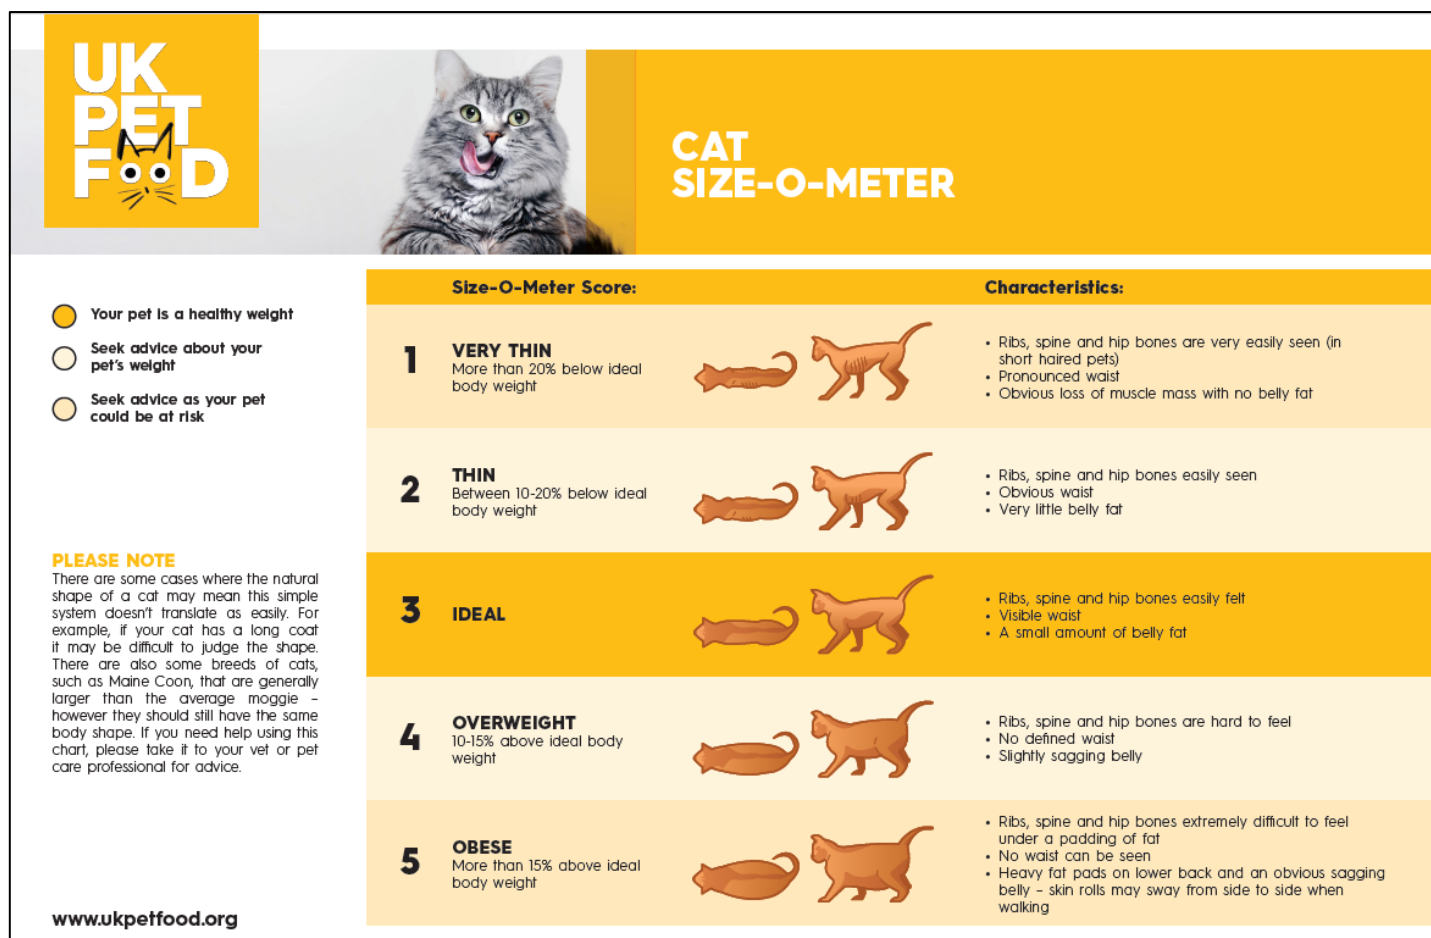 UK
PET
FOOD
CAT
SIZE-O-METER
Your pet is a healthy weight
Seek advice about your
pet's weight
Seek advice as your pet
could be at risk
PLEASE NOTE
There are some cases where the natural
shape of a cat may mean this simple
system doesn't translate as easily. For
example, if your cat has a long coat
it may be difficult to judge the shape.
There are also some breeds of cats,
such as Maine Coon, that are generally
larger than the average moggie –
however they should still have the same
body shape. If you need help using this
chart, please take it to your vet or pet
care professional for advice.
www.ukpetfood.org
Size-O-Meter Score:
Characteristics:
1
VERY THIN
More than 20% below ideal
body weight
• Ribs, spine and hip bones are very easily seen (in
short haired pets)
• Pronounced waist
• Obvious loss of muscle mass with no belly fat
2
THIN
Between 10-20% below ideal
body weight
• Ribs, spine and hip bones easily seen
• Obvious waist
• Very little belly fat
3
IDEAL
• Ribs, spine and hip bones easily felt
• Visible waist
• A small amount of belly fat
4
OVERWEIGHT
10-15% above ideal body
weight
• Ribs, spine and hip bones are hard to feel
• No defined waist
• Slightly sagging belly
5
OBESE
More than 15% above ideal
body weight
• Ribs, spine and hip bones extremely difficult to feel
under a padding of fat
• No waist can be seen
• Heavy fat pads on lower back and an obvious sagging
belly – skin rolls may sway from side to side when
walking